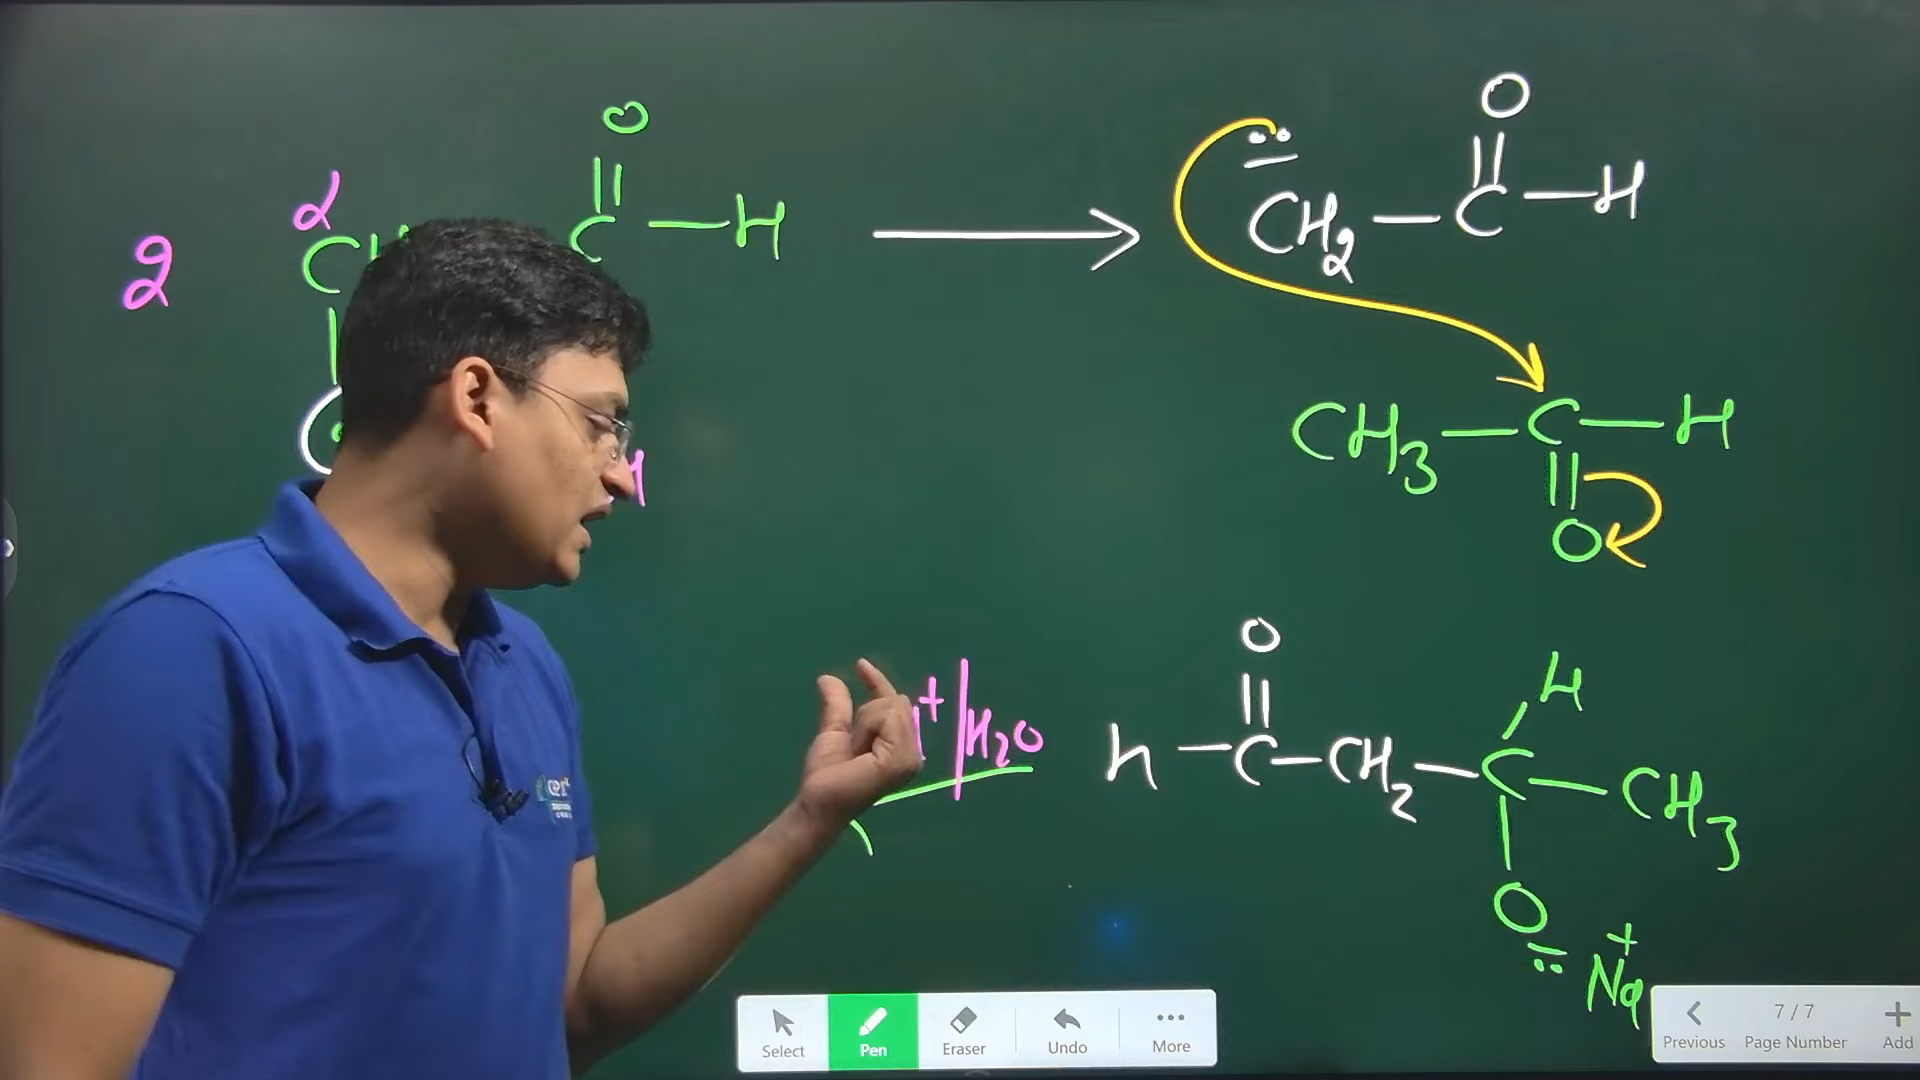 O
||
α
2 C — H
O
||
CH2 — C — H
CH3 — C — H
||
O
H2O
O
||
H — C — CH2 — C — CH3
H
|
O
+
Na
Select
Pen
Eraser
Undo
More
Previous
7 / 7
Page Number
Add